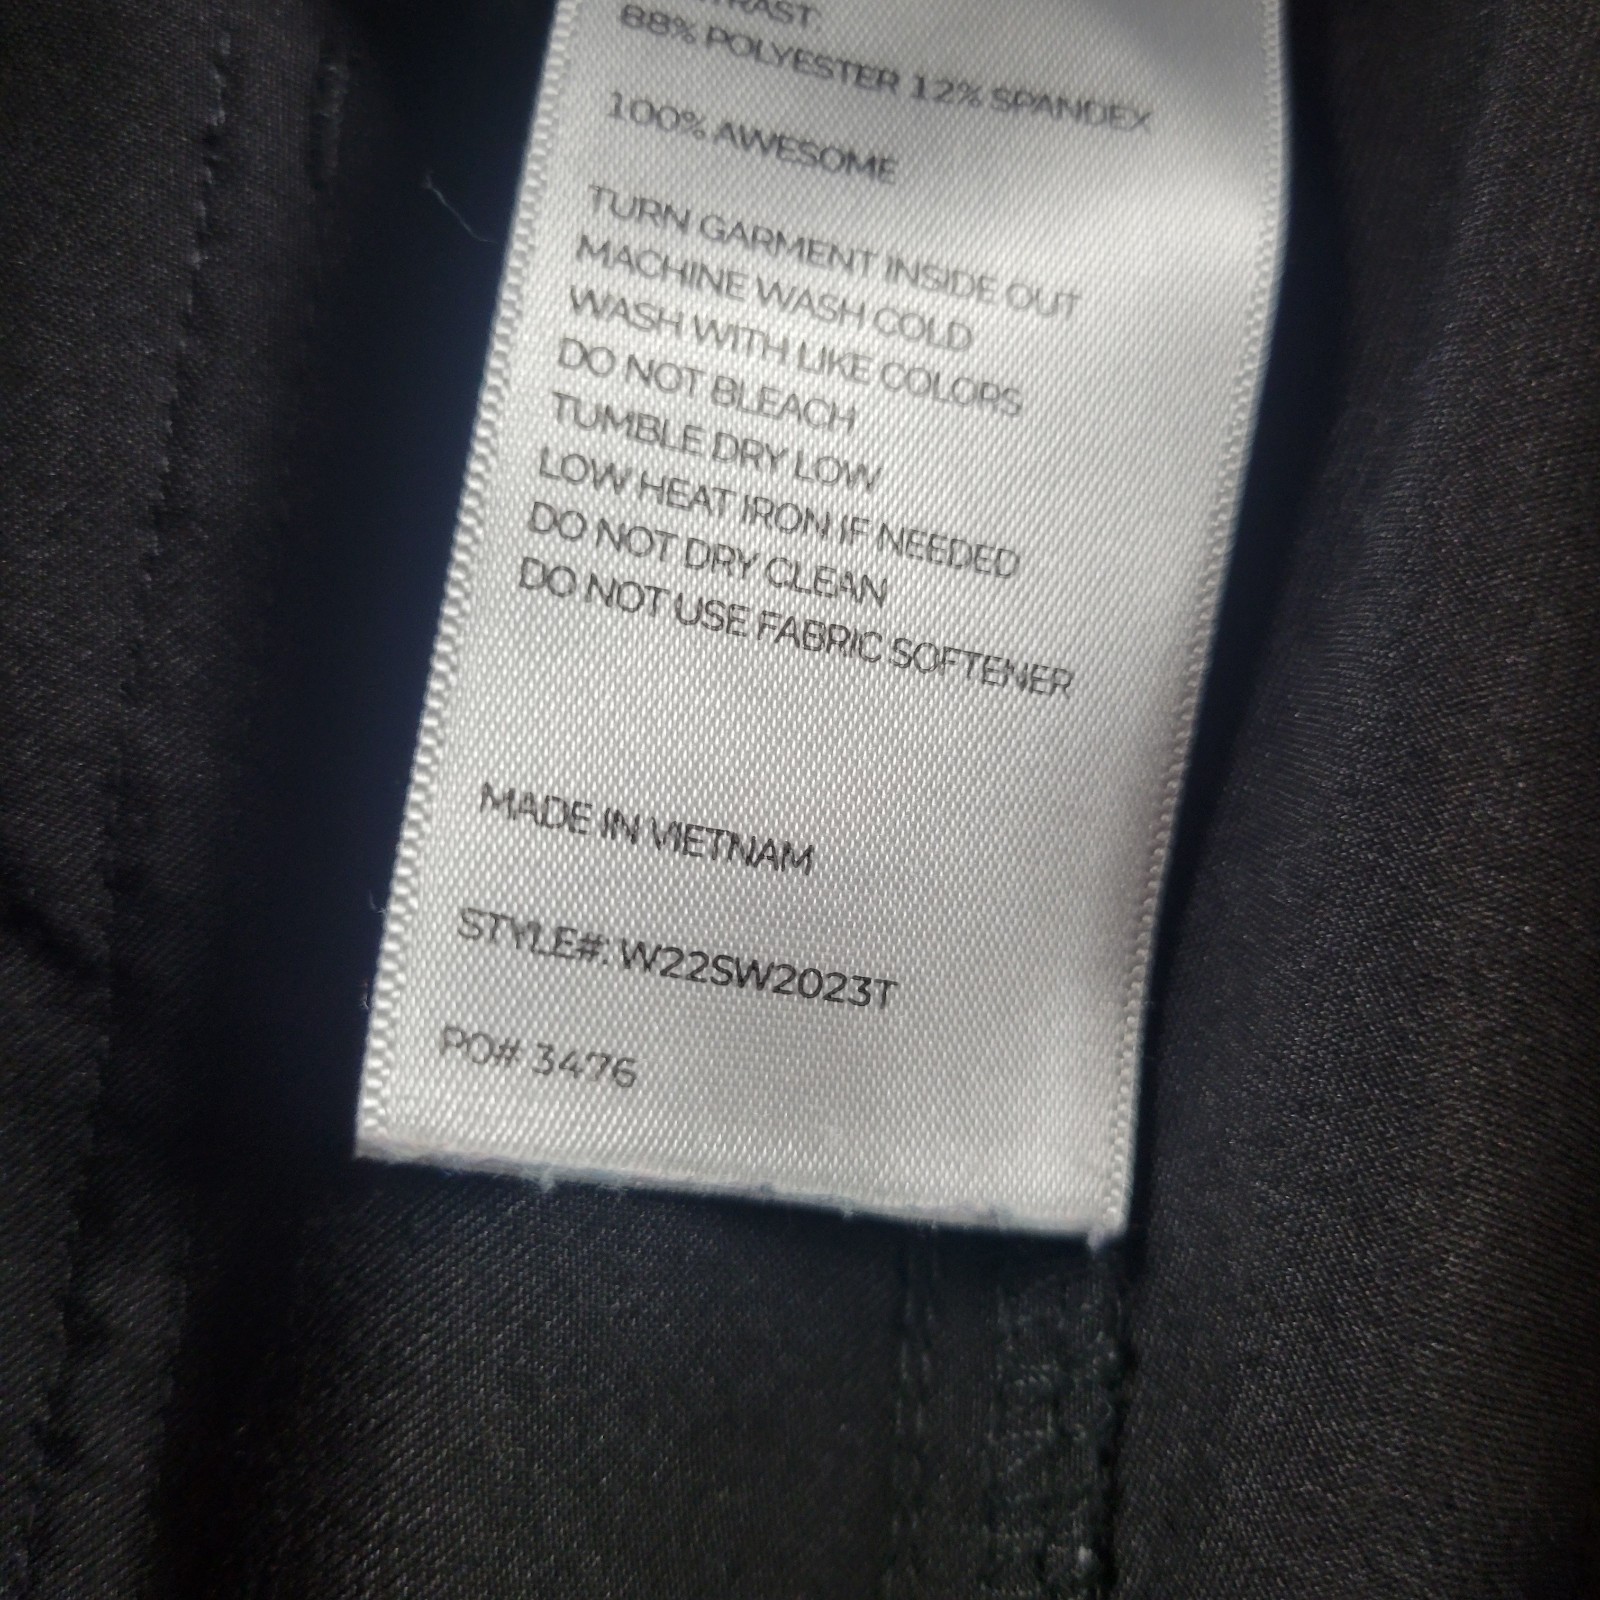 TRAST:
88% POLYESTER 12% SPANDEX
100% AWESOME
TURN GARMENT INSIDE OUT
MACHINE WASH COLD
WASH WITH LIKE COLORS
DO NOT BLEACH
TUMBLE DRY LOW
LOW HEAT IRON IF NEEDED
DO NOT DRY CLEAN
DO NOT USE FABRIC SOFTENER
MADE IN VIETNAM
STYLE#: W22SW2023T
PO# 3476